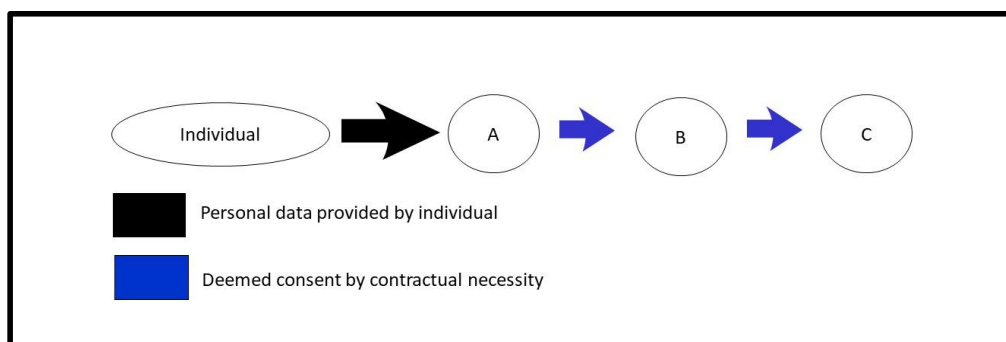 Individual
A
B
C
Personal data provided by individual
Deemed consent by contractual necessity